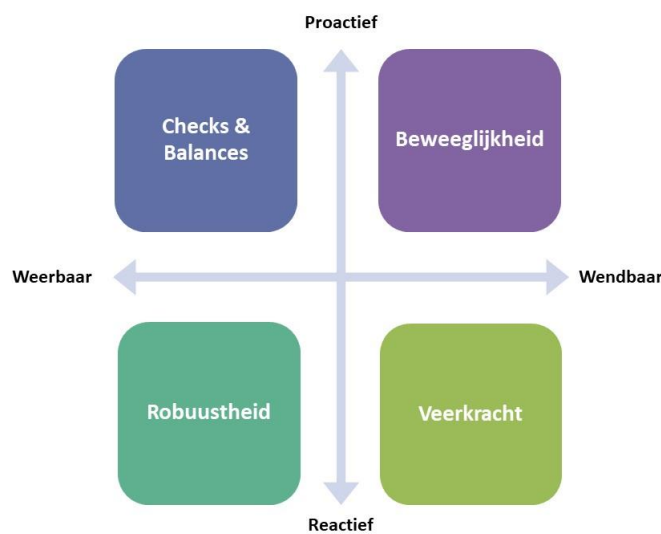 Proactief
Checks &
Balances
Beweeglijkheid
Weerbaar
Wendbaar
Robuustheid
Veerkracht
Reactief